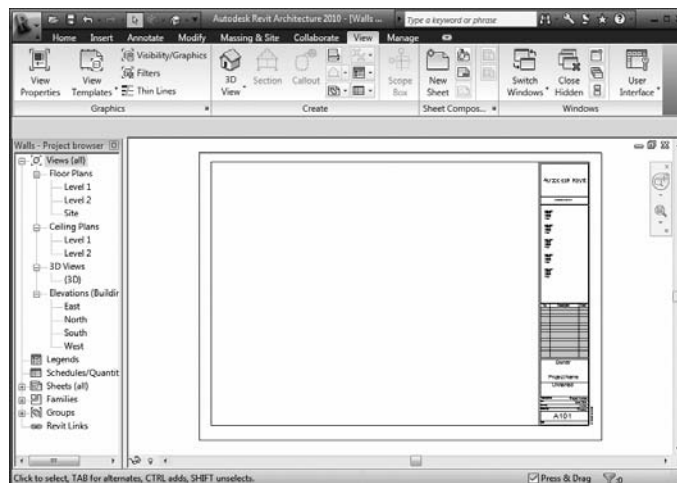 Autodesk Revit Architecture 2010 - [Walls ...
Type a keyword or phrase
Home Insert Annotate Modify Massing & Site Collaborate View Manage
View Properties
View Templates
Visibility/Graphics
Filters
Thin Lines
3D View
Section
Callout
Scope Box
New Sheet
Switch Windows
Close Hidden
User Interface
Graphics
Create
Sheet Compos...
Windows
Walls - Project browser
Views (all)
Floor Plans
Level 1
Level 2
Site
Ceiling Plans
Level 1
Level 2
3D Views
(3D)
Elevations (Buildin
East
North
South
West
Legends
Schedules/Quantit
Sheets (all)
Families
Groups
Revit Links
Autodesk Revit
Owner
Project Name
Unnamed
A101
Click to select, TAB for alternates, CTRL adds, SHIFT unselects.
Press & Drag
:0